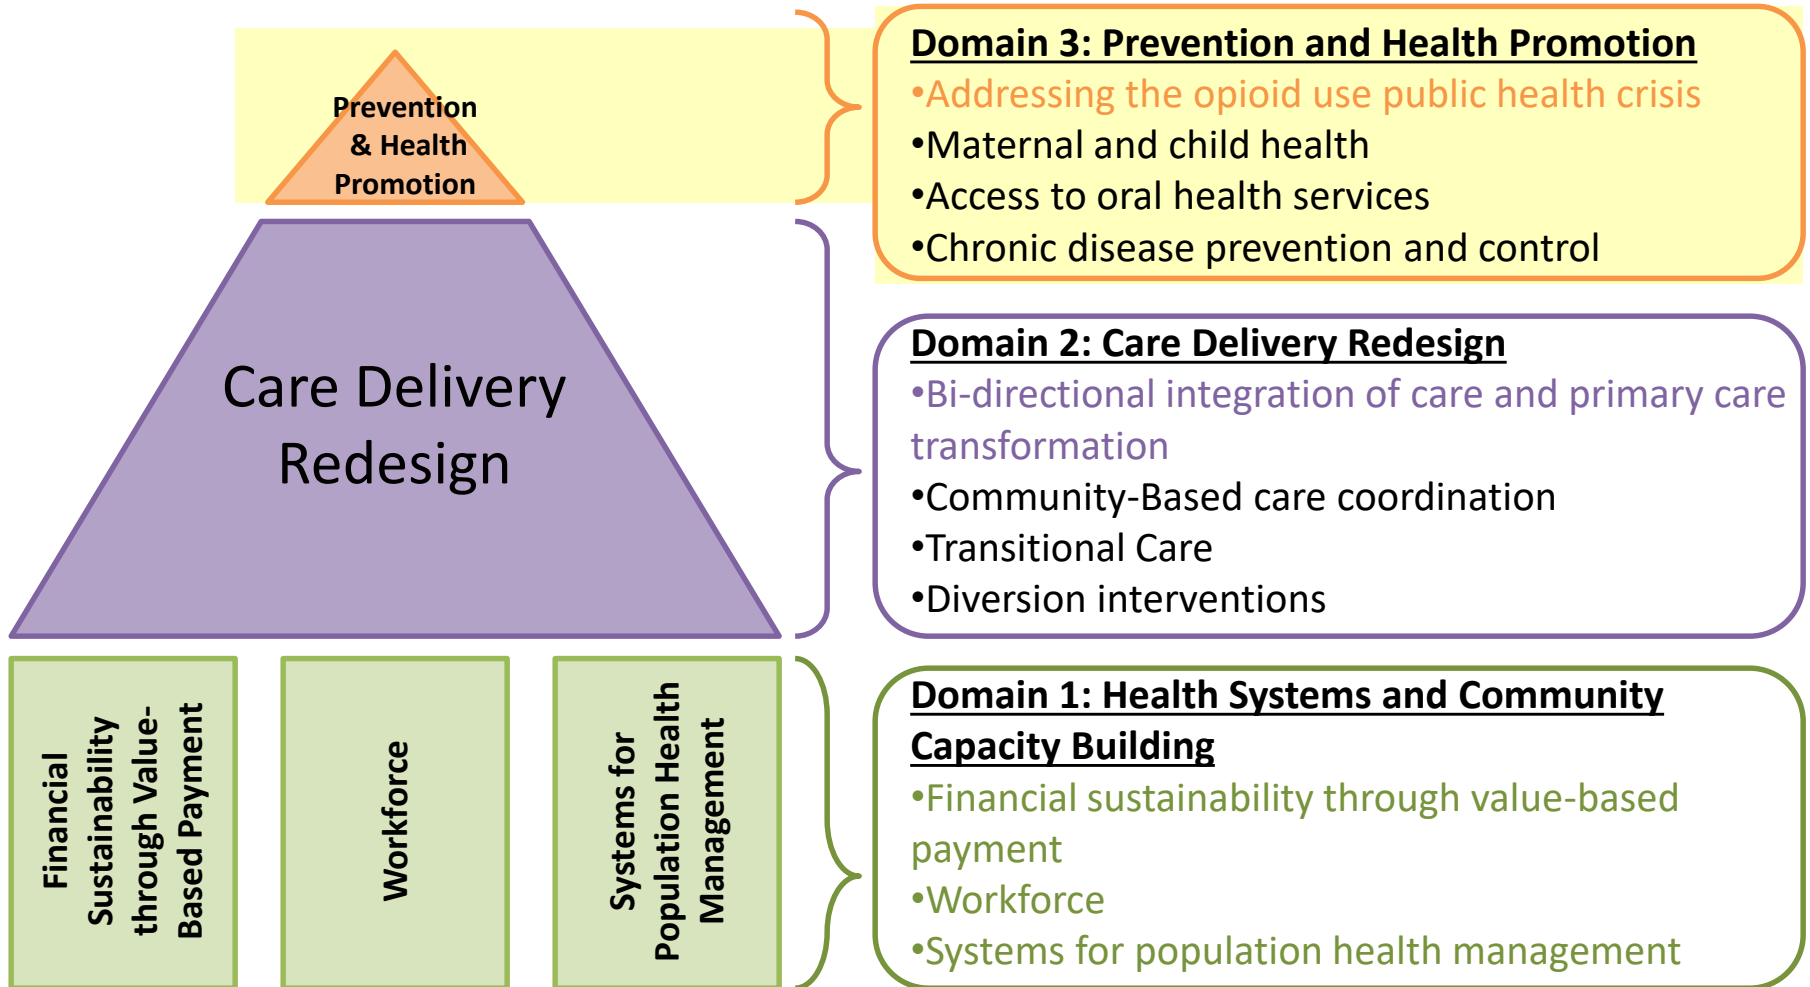 Prevention
& Health
Promotion
Domain 3: Prevention and Health Promotion
•Addressing the opioid use public health crisis
•Maternal and child health
•Access to oral health services
•Chronic disease prevention and control
Care Delivery
Redesign
Domain 2: Care Delivery Redesign
•Bi-directional integration of care and primary care
transformation
•Community-Based care coordination
•Transitional Care
•Diversion interventions
Financial
Sustainability
through Value-
Based Payment
Workforce
Systems for
Population Health
Management
Domain 1: Health Systems and Community
Capacity Building
•Financial sustainability through value-based
payment
•Workforce
•Systems for population health management